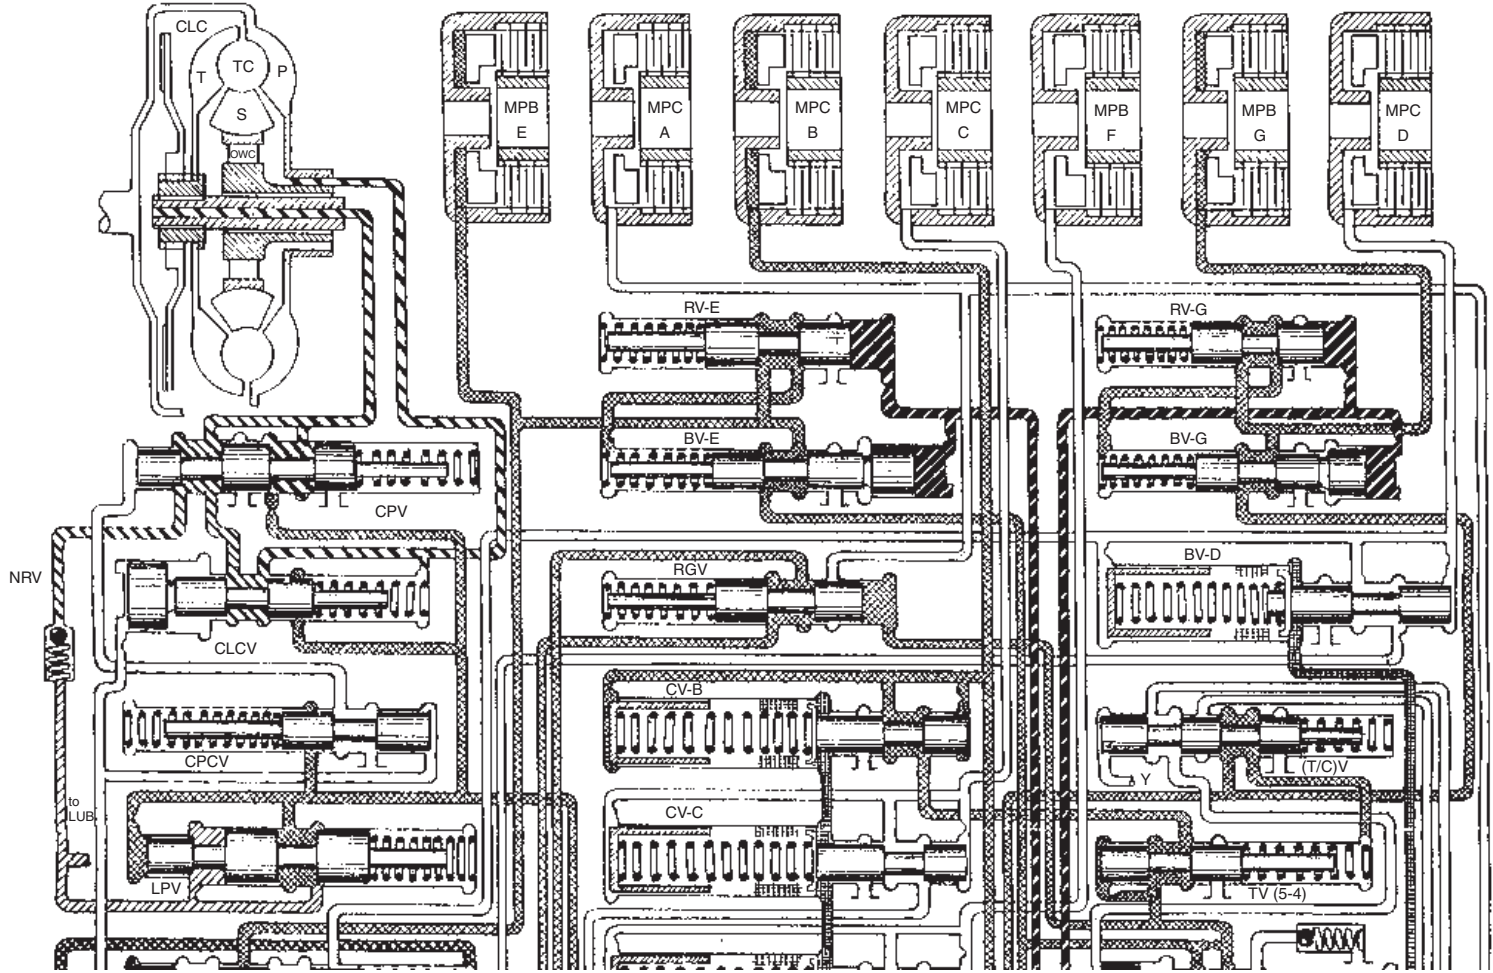 CLC
TC
T
P
S
OWC
MPB
E
MPC
A
MPC
B
MPC
C
MPB
F
MPB
G
MPC
D
RV-E
RV-G
BV-E
BV-G
CPV
BV-D
NRV
RGV
CLCV
CV-B
CPCV
(T/C)V
Y
to
LUB
CV-C
LPV
TV (5-4)